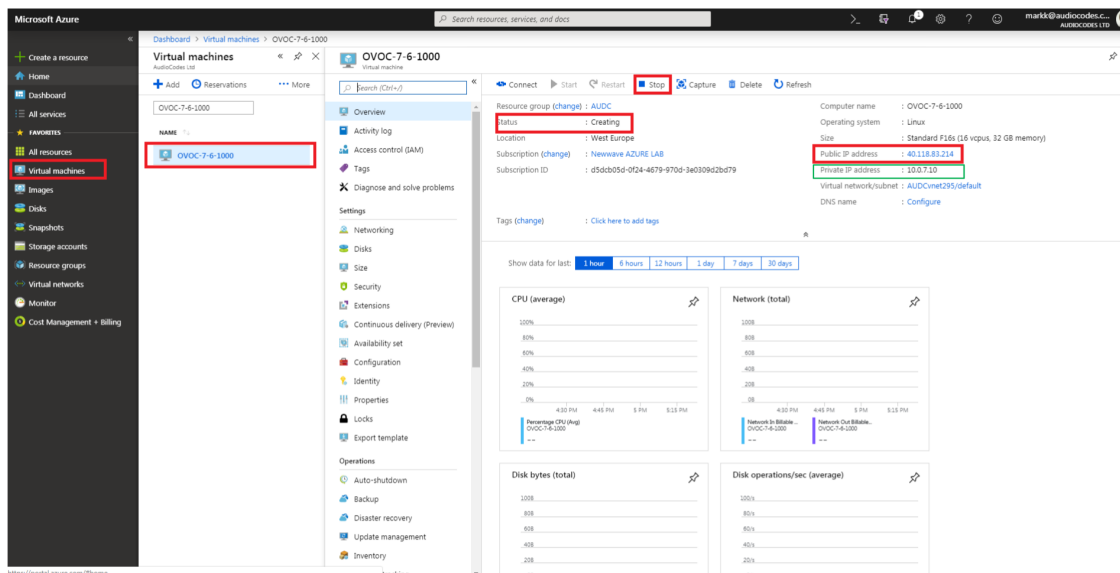 Microsoft Azure
Search resources, services, and docs
1
markk@audiocodes.c...
AUDIOCODES LTD
Create a resource
Home
Dashboard
All services
FAVORITES
All resources
Virtual machines
Images
Disks
Snapshots
Storage accounts
Resource groups
Virtual networks
Monitor
Cost Management + Billing
Dashboard > Virtual machines > OVOC-7-6-1000
Virtual machines
AudioCodes Ltd
Add Reservations ••• More
OVOC-7-6-1000
NAME
OVOC-7-6-1000
OVOC-7-6-1000
Virtual machine
Search (Ctrl+/)
Overview
Activity log
Access control (IAM)
Tags
Diagnose and solve problems
Settings
Networking
Disks
Size
Security
Extensions
Continuous delivery (Preview)
Availability set
Configuration
Identity
Properties
Locks
Export template
Operations
Auto-shutdown
Backup
Disaster recovery
Update management
Inventory
Connect Start Restart Stop Capture Delete Refresh
Resource group (change) : AUDC
Status : Creating
Location : West Europe
Subscription (change) : Newwave AZURE LAB
Subscription ID : d5dcb05d-0f24-4679-970d-3e0309d2bd79
Tags (change) : Click here to add tags
Computer name : OVOC-7-6-1000
Operating system : Linux
Size : Standard F16s (16 vcpus, 32 GB memory)
Public IP address : 40.118.83.214
Private IP address : 10.0.7.10
Virtual network/subnet : AUDCvnet295/default
DNS name : Configure
Show data for last: 1 hour 6 hours 12 hours 1 day 7 days 30 days
CPU (average)
100%
80%
60%
40%
20%
0%
4:30 PM 4:45 PM 5 PM 5:15 PM
Percentage CPU (Avg)
OVOC-7-6-1000
--
Network (total)
100B
80B
60B
40B
20B
0B
4:30 PM 4:45 PM 5 PM 5:15 PM
Network In Billable ... Network Out Billable...
OVOC-7-6-1000 OVOC-7-6-1000
-- --
Disk bytes (total)
100B
80B
60B
40B
20B
Disk operations/sec (average)
100/s
80/s
60/s
40/s
20/s